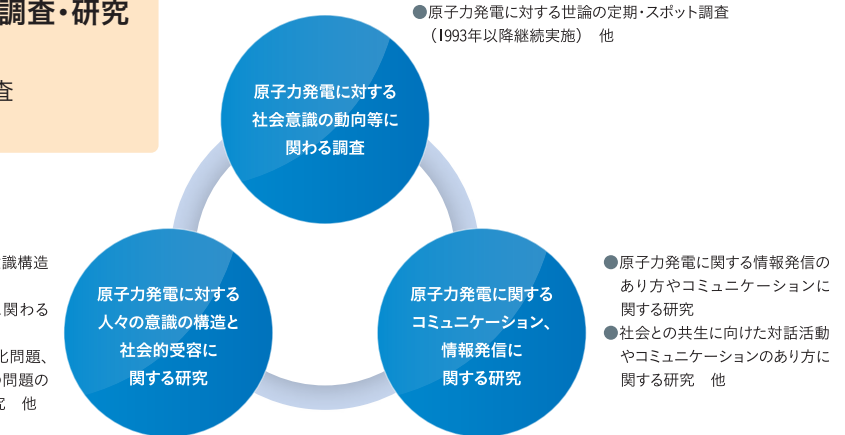 調査・研究
査
●原子力発電に対する世論の定期・スポット調査
（1993年以降継続実施） 他
原子力発電に対する
社会意識の動向等に
関わる調査
識構造
関わる
化問題、
問題の
他
原子力発電に対する
人々の意識の構造と
社会的受容に
関する研究
原子力発電に関する
コミュニケーション、
情報発信に
関する研究
●原子力発電に関する情報発信の
あり方やコミュニケーションに
関する研究
●社会との共生に向けた対話活動
やコミュニケーションのあり方に
関する研究 他